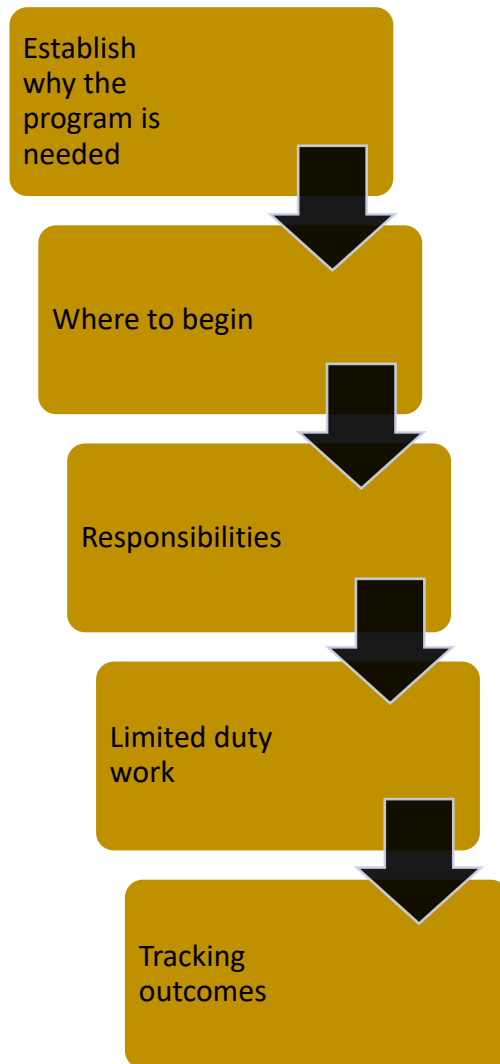 Establish
why the
program is
needed
Where to begin
Responsibilities
Limited duty
work
Tracking
outcomes